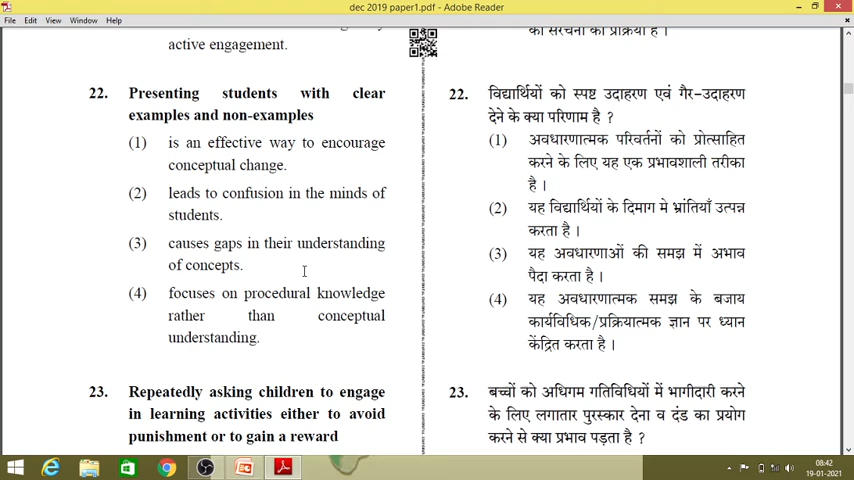 dec 2019 paper1.pdf - Adobe Reader
File Edit View Window Help
active engagement.
22. Presenting students with clear
examples and non-examples
(1) is an effective way to encourage
conceptual change.
(2) leads to confusion in the minds of
students.
(3) causes gaps in their understanding
of concepts.
(4) focuses on procedural knowledge
rather than conceptual
understanding.
23. Repeatedly asking children to engage
in learning activities either to avoid
punishment or to gain a reward
22. विद्यार्थियों को स्पष्ट उदाहरण एवं गैर-उदाहरण
देने के क्या परिणाम है ?
(1) अवधारणात्मक परिवर्तनों को प्रोत्साहित
करने के लिए यह एक प्रभावशाली तरीका
है ।
(2) यह विद्यार्थियों के दिमाग मे भ्रांतियाँ उत्पन्न
करता है ।
(3) यह अवधारणाओं की समझ में अभाव
पैदा करता है ।
(4) यह अवधारणात्मक समझ के बजाय
कार्यविधिक/प्रक्रियात्मक ज्ञान पर ध्यान
केंद्रित करता है ।
23. बच्चों को अधिगम गतिविधियों में भागीदारी करने
के लिए लगातार पुरस्कार देना व दंड का प्रयोग
करने से क्या प्रभाव पड़ता है ?
08:42
19-01-2021